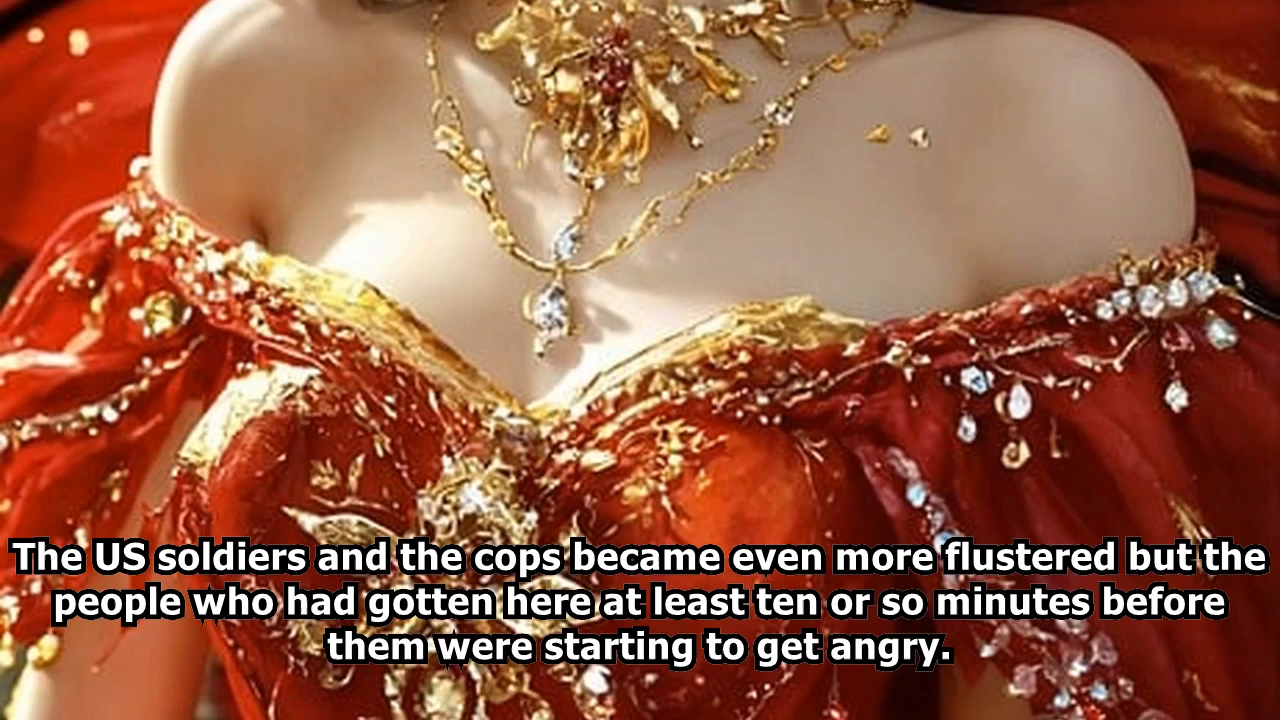 The US soldiers and the cops became even more flustered but the
people who had gotten here at least ten or so minutes before
them were starting to get angry.